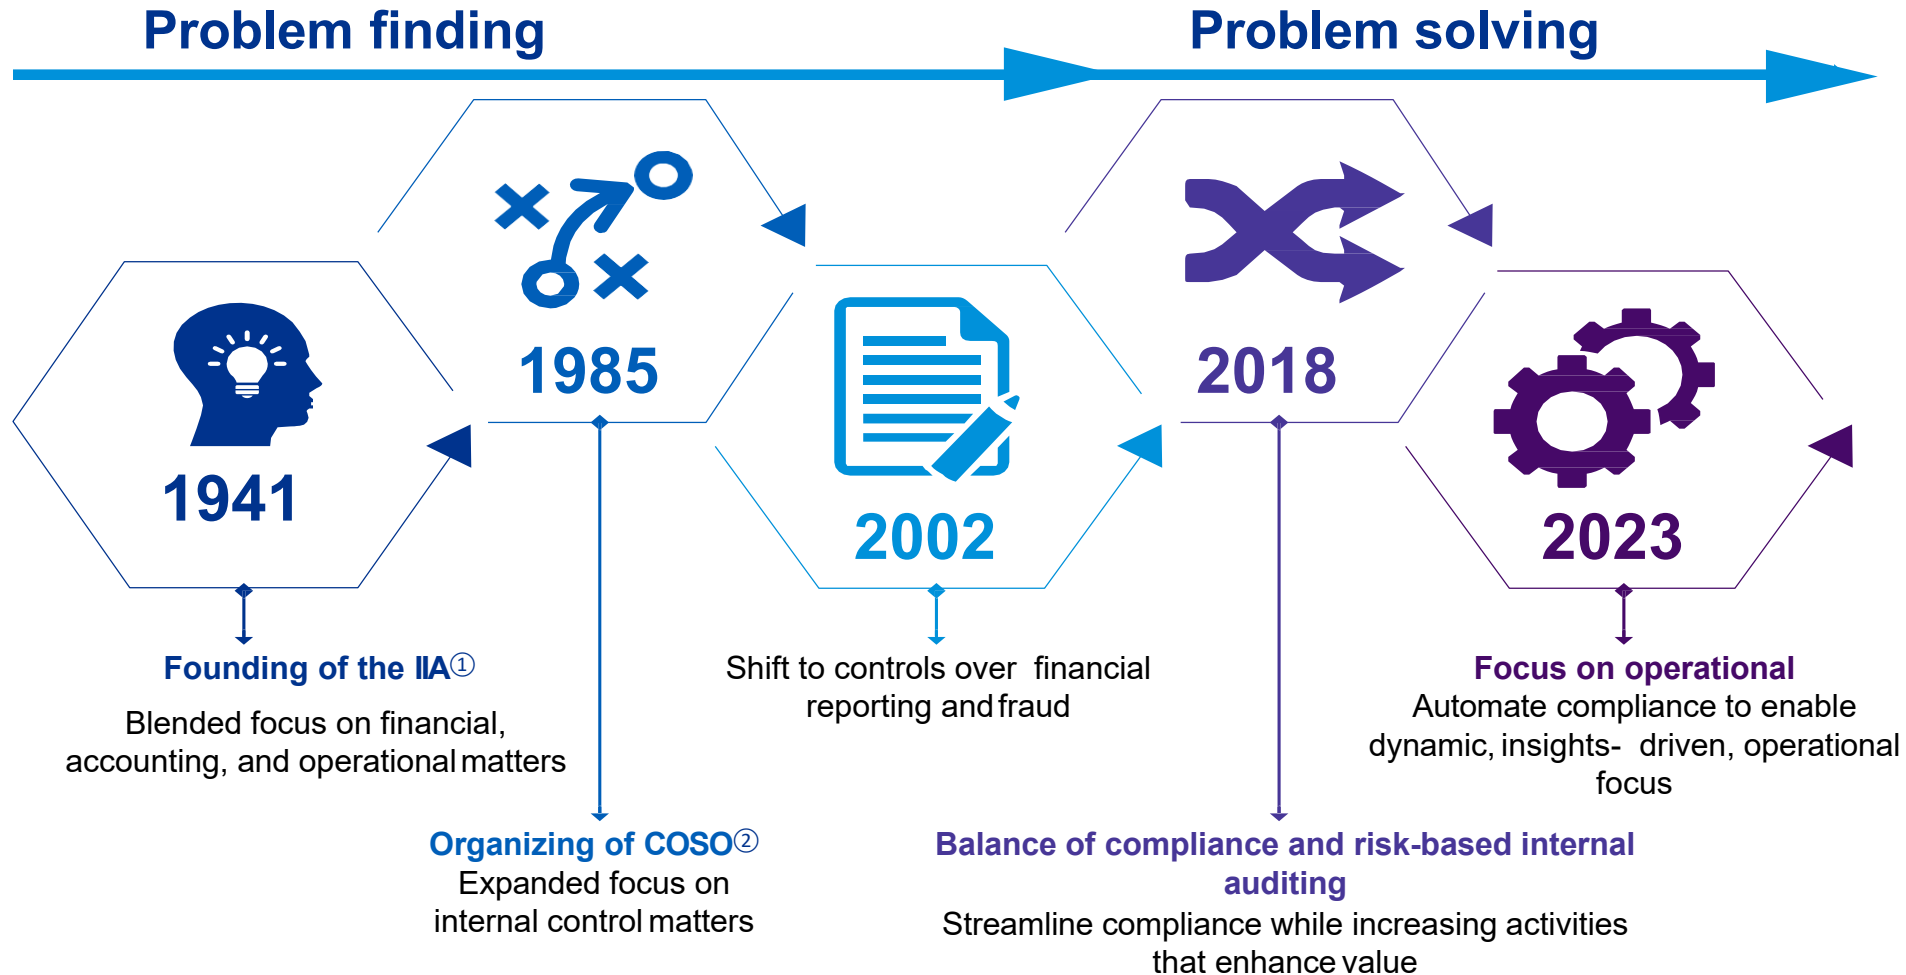 Problem finding
Problem solving
1941
1985
2002
2018
2023
Founding of the IIA①
Blended focus on financial,
accounting, and operational matters
Organizing of COSO②
Expanded focus on
internal control matters
Shift to controls over financial
reporting and fraud
Balance of compliance and risk-based internal
auditing
Streamline compliance while increasing activities
that enhance value
Focus on operational
Automate compliance to enable
dynamic, insights- driven, operational
focus